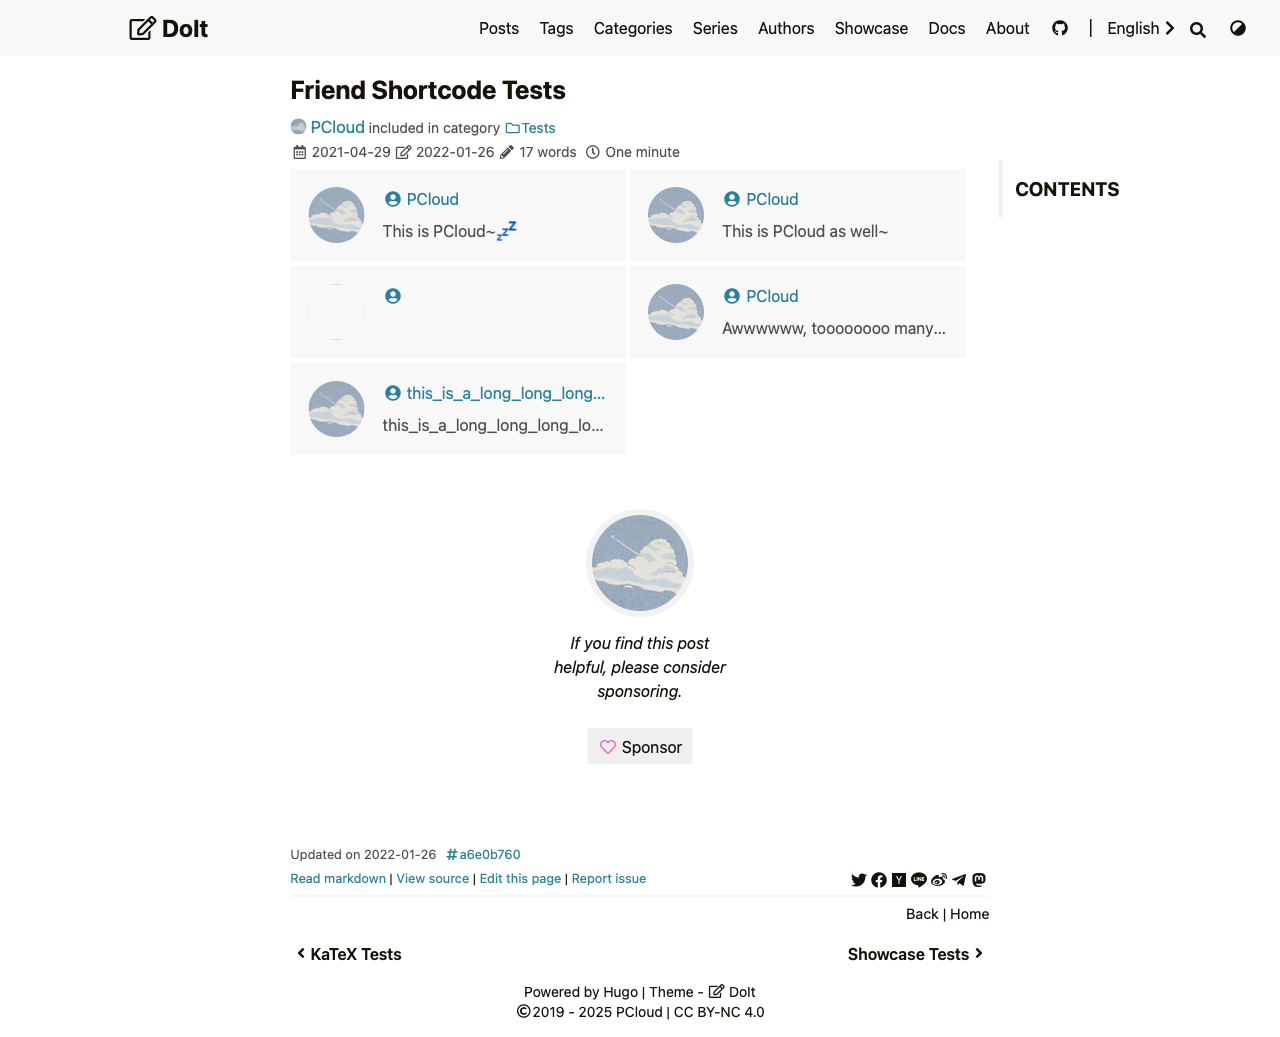 DoIt Posts Tags Categories Series Authors Showcase Docs About | English
Friend Shortcode Tests
PCloud included in category Tests
2021-04-29 2022-01-26 17 words One minute
CONTENTS
PCloud
This is PCloud~💤
PCloud
This is PCloud as well~
PCloud
Awwwwww, toooooooo many...
this_is_a_long_long_long...
this_is_a_long_long_long_lo...
If you find this post
helpful, please consider
sponsoring.
Sponsor
Updated on 2022-01-26 #a6e0b760
Read markdown | View source | Edit this page | Report issue
Back | Home
KaTeX Tests
Showcase Tests
Powered by Hugo | Theme - DoIt
©2019 - 2025 PCloud | CC BY-NC 4.0